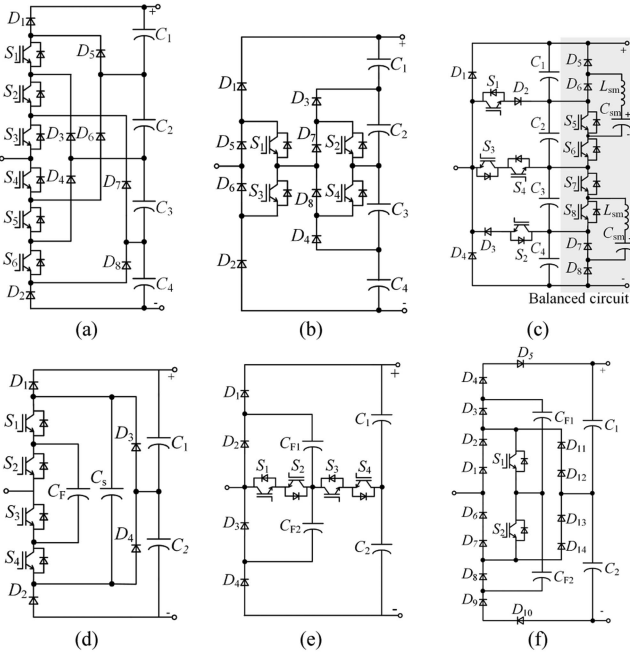 D1
S1
S2
S3
S4
S5
S6
D2
D3
D4
D5
D6
D7
D8
C1
C2
C3
C4
+
-
(a)
D1
D5
D6
D2
S1
S3
D3
D7
D8
D4
S2
S4
C1
C2
C3
C4
+
-
(b)
D1
D4
S1
D2
S3
S4
D3
S2
C1
C2
C3
C4
D5
D6
S5
S6
S7
S8
D7
D8
Lsm
Csm
+
-
Lsm
Csm
+
-
Balanced circuit
(c)
D1
S1
S2
S3
S4
D2
CF
Cs
D3
D4
C1
C2
+
-
(d)
D1
D2
D3
D4
CF1
CF2
S1
S2
S3
S4
C1
C2
+
-
(e)
D5
D4
D3
D2
D1
D6
D7
D8
D9
D10
S1
S2
CF1
CF2
D11
D12
D13
D14
C1
C2
+
-
(f)